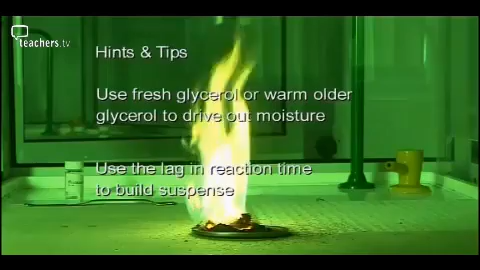 teachers.tv
Hints & Tips
Use fresh glycerol or warm older
glycerol to drive out moisture
Use the lag in reaction time
to build suspense